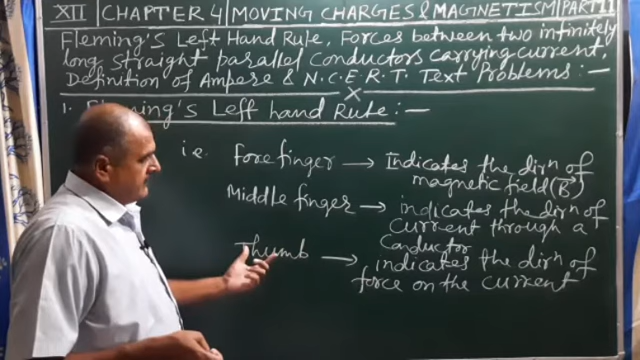 XII CHAPTER 4 MOVING CHARGES & MAGNETISM PART 11
Fleming's Left Hand Rule, Forces between two infinitely
long straight parallel Conductors carrying current,
Definition of Ampere & N.C.E.R.T. Text Problems:—
x
1. Fleming's Left hand Rule:—
i.e. Fore finger → Indicates the dirn of
magnetic field (B)
Middle finger → indicates the dirn of
Current through a
Conductor
Thumb → indicates the dirn of
force on the current